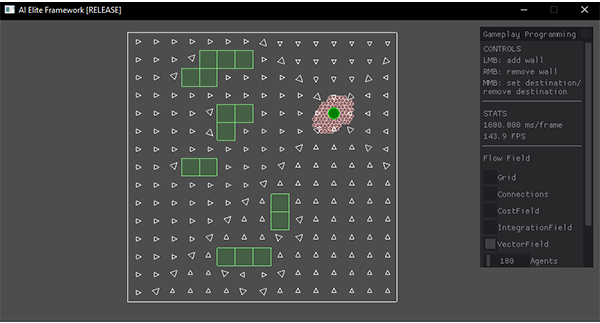 AI Elite Framework [RELEASE]
Gameplay Programming
CONTROLS
LMB: add wall
RMB: remove wall
MMB: set destination/
remove destination
STATS
1000.000 ms/frame
143.9 FPS
Flow Field
Grid
Connections
CostField
IntegrationField
VectorField
100 Agents